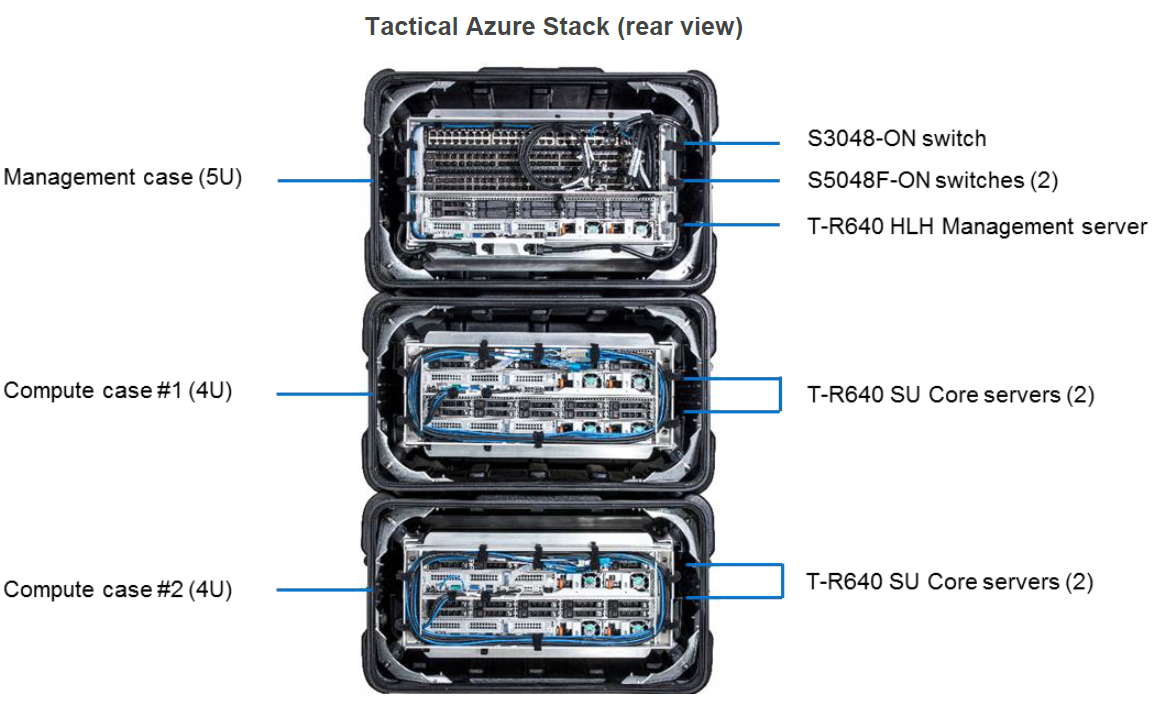 Tactical Azure Stack (rear view)
Management case (5U)
S3048-ON switch
S5048F-ON switches (2)
T-R640 HLH Management server
Compute case #1 (4U)
T-R640 SU Core servers (2)
Compute case #2 (4U)
T-R640 SU Core servers (2)